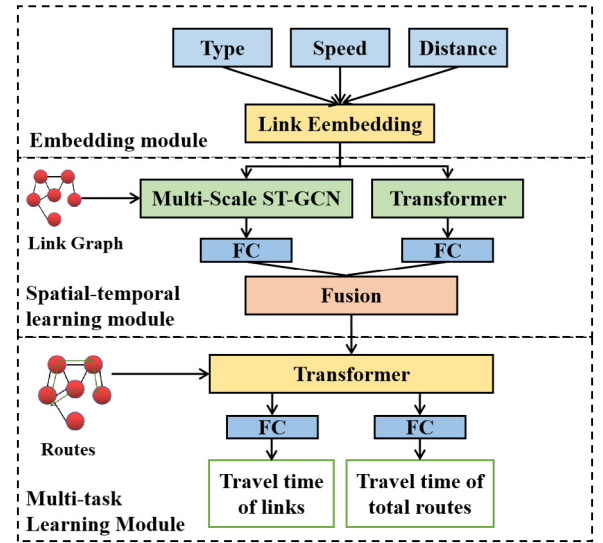 Type
Speed
Distance
Link Eembedding
Embedding module
Multi-Scale ST-GCN
Transformer
Link Graph
FC
FC
Fusion
Spatial-temporal
learning module
Transformer
Routes
FC
FC
Travel time
of links
Travel time of
total routes
Multi-task
Learning Module